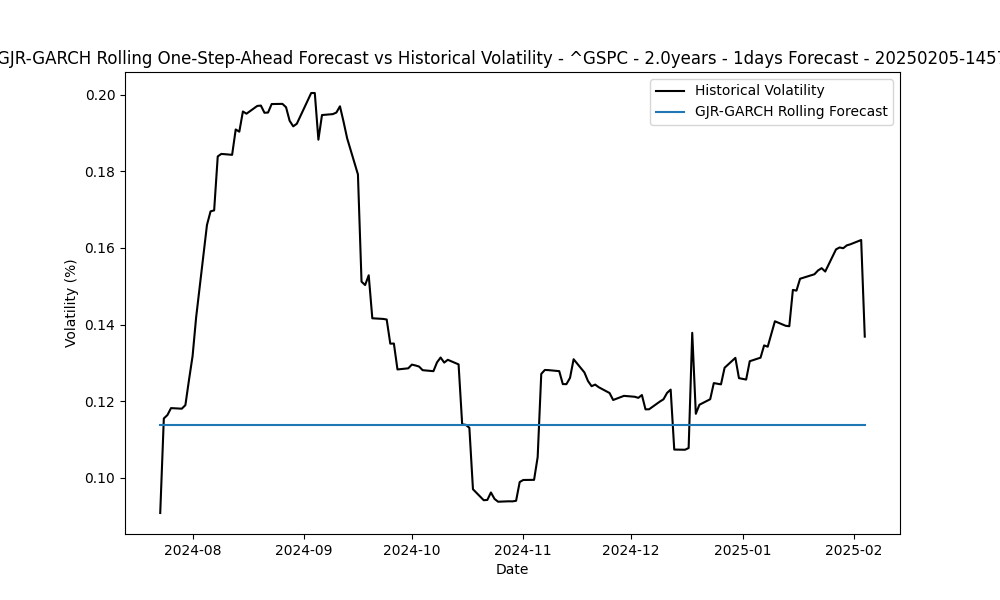 GJR-GARCH Rolling One-Step-Ahead Forecast vs Historical Volatility - ^GSPC - 2.0years - 1days Forecast - 20250205-1457
Historical Volatility
GJR-GARCH Rolling Forecast
Volatility (%)
0.20
0.18
0.16
0.14
0.12
0.10
2024-08
2024-09
2024-10
2024-11
2024-12
2025-01
2025-02
Date